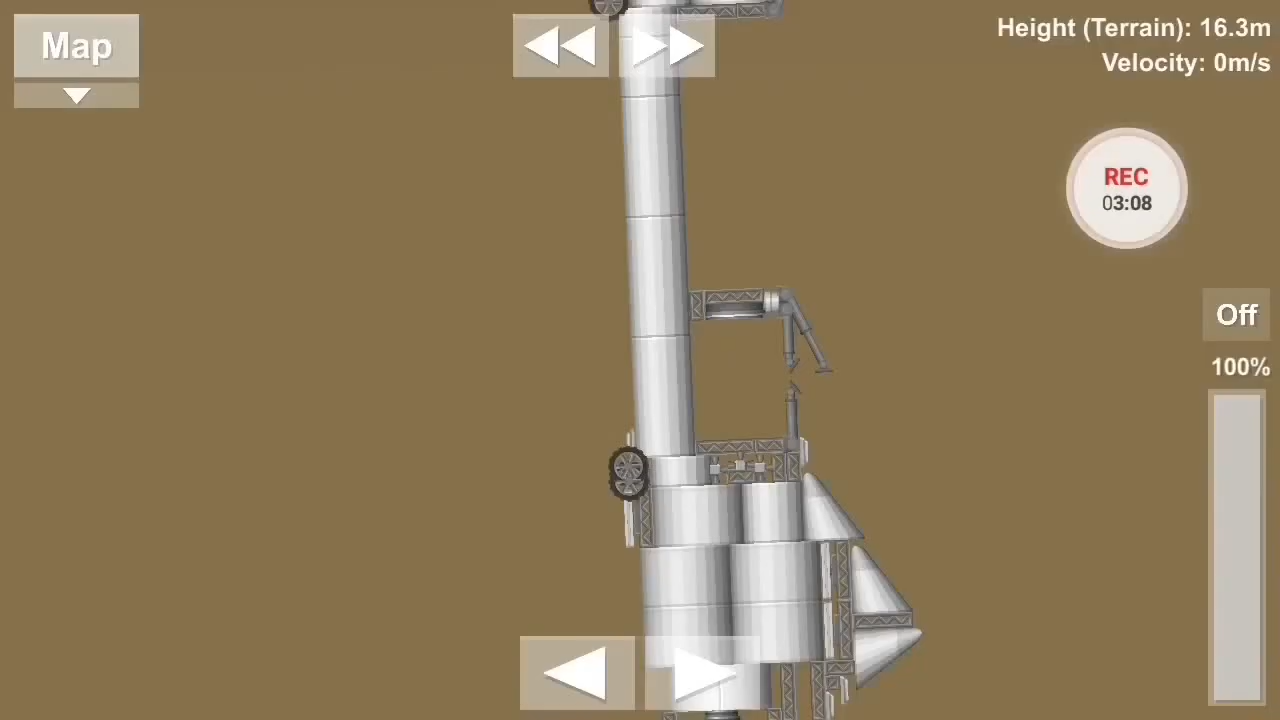 Map
Height (Terrain): 16.3m
Velocity: 0m/s
REC
03:08
Off
100%